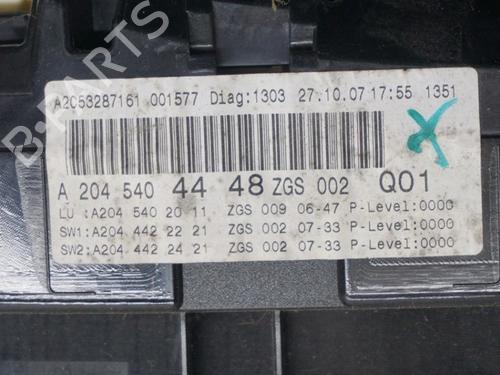 A2C53287161 001577 Diag:1303 27.10.07 17:55 1351
A 204 540 44 48 ZGS 002 Q01
LU :A204 540 20 11 ZGS 009 06-47 P-Level:0000
SW1:A204 442 22 21 ZGS 002 07-33 P-Level:0000
SW2:A204 442 24 21 ZGS 002 07-33 P-Level:0000
B-PARTS